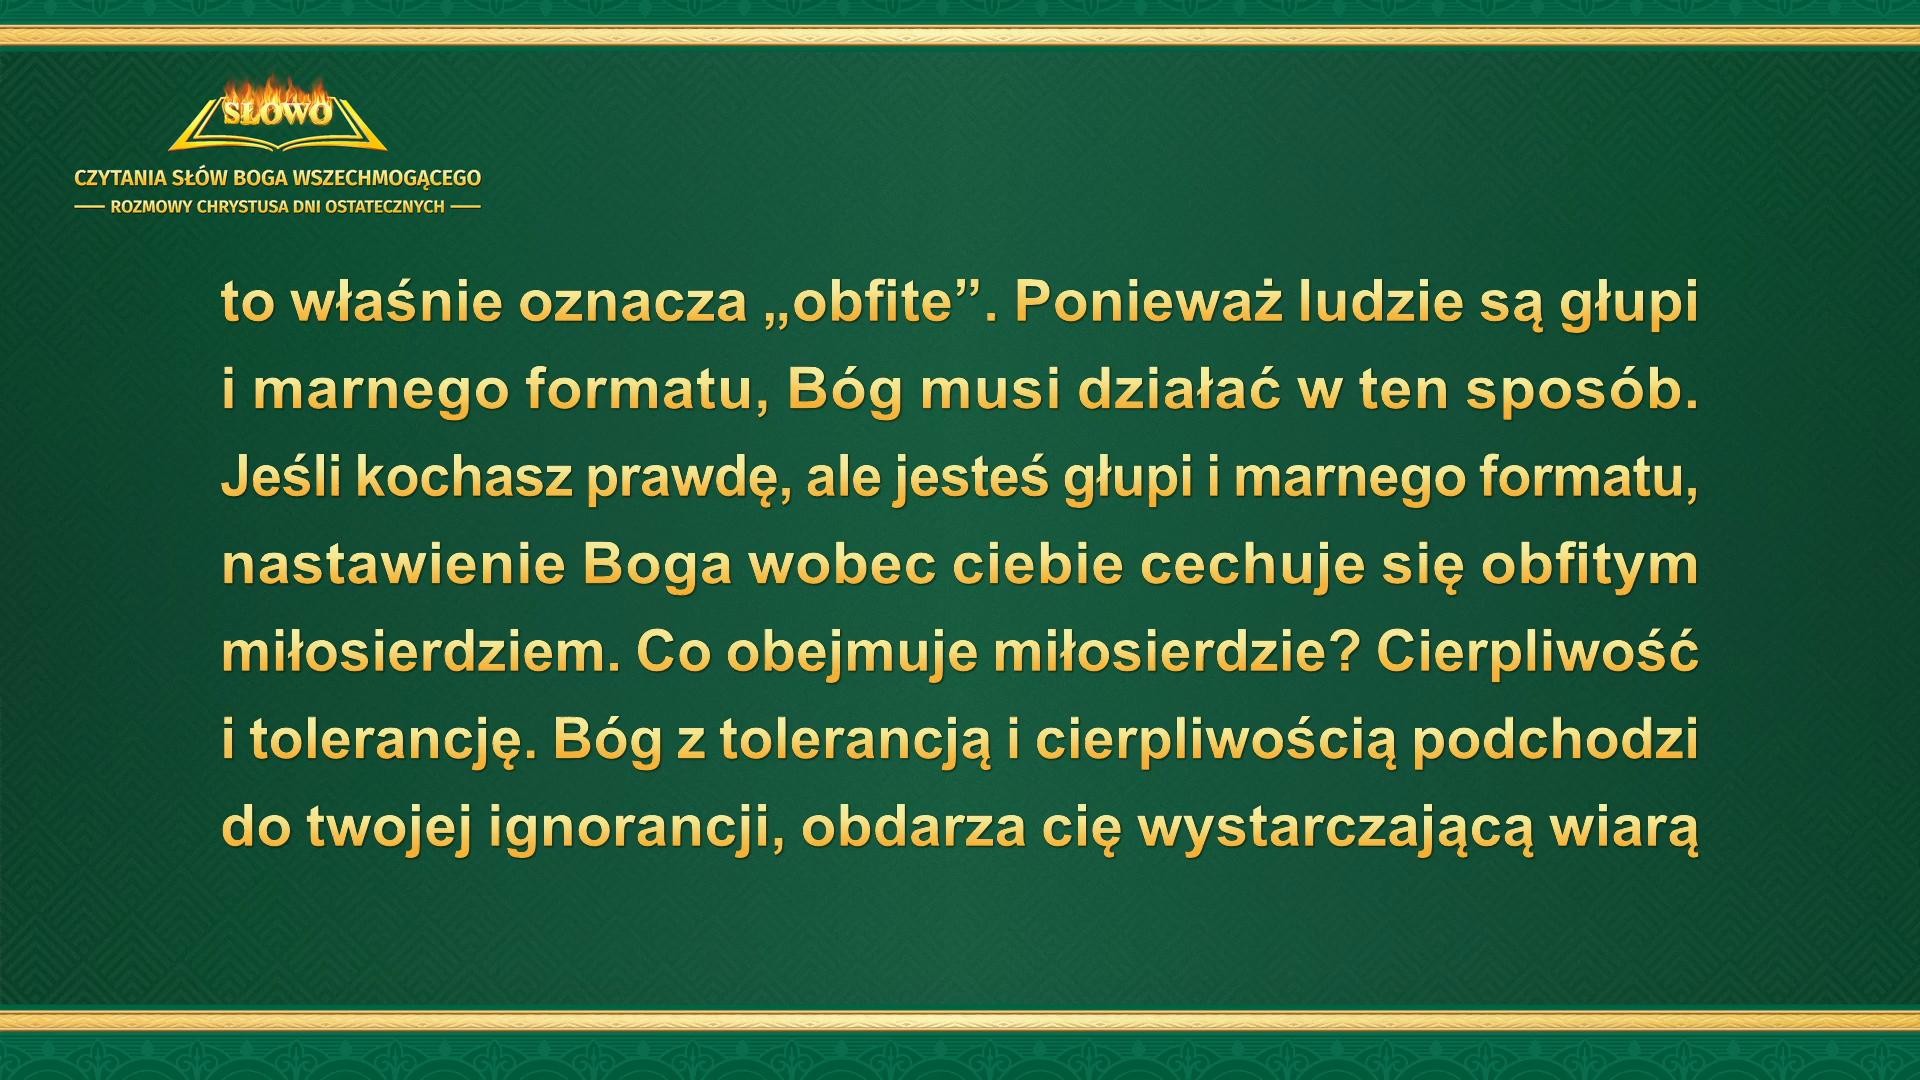 SŁOWO
CZYTANIA SŁÓW BOGA WSZECHMOGĄCEGO
ROZMOWY CHRYSTUSA DNI OSTATECZNYCH
to właśnie oznacza „obfite”. Ponieważ ludzie są głupi
i marnego formatu, Bóg musi działać w ten sposób.
Jeśli kochasz prawdę, ale jesteś głupi i marnego formatu,
nastawienie Boga wobec ciebie cechuje się obfitym
miłosierdziem. Co obejmuje miłosierdzie? Cierpliwość
i tolerancję. Bóg z tolerancją i cierpliwością podchodzi
do twojej ignorancji, obdarza cię wystarczającą wiarą